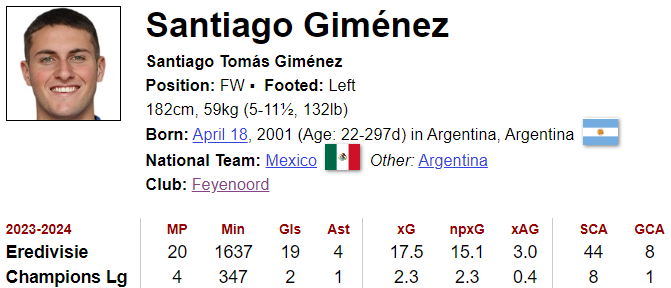 Santiago Giménez
Santiago Tomás Giménez
Position: FW ▪ Footed: Left
182cm, 59kg (5-11½, 132lb)
Born: April 18, 2001 (Age: 22-297d) in Argentina, Argentina
National Team: Mexico Other: Argentina
Club: Feyenoord
2023-2024 MP Min Gls Ast xG npxG xAG SCA GCA
Eredivisie 20 1637 19 4 17.5 15.1 3.0 44 8
Champions Lg 4 347 2 1 2.3 2.3 0.4 8 1